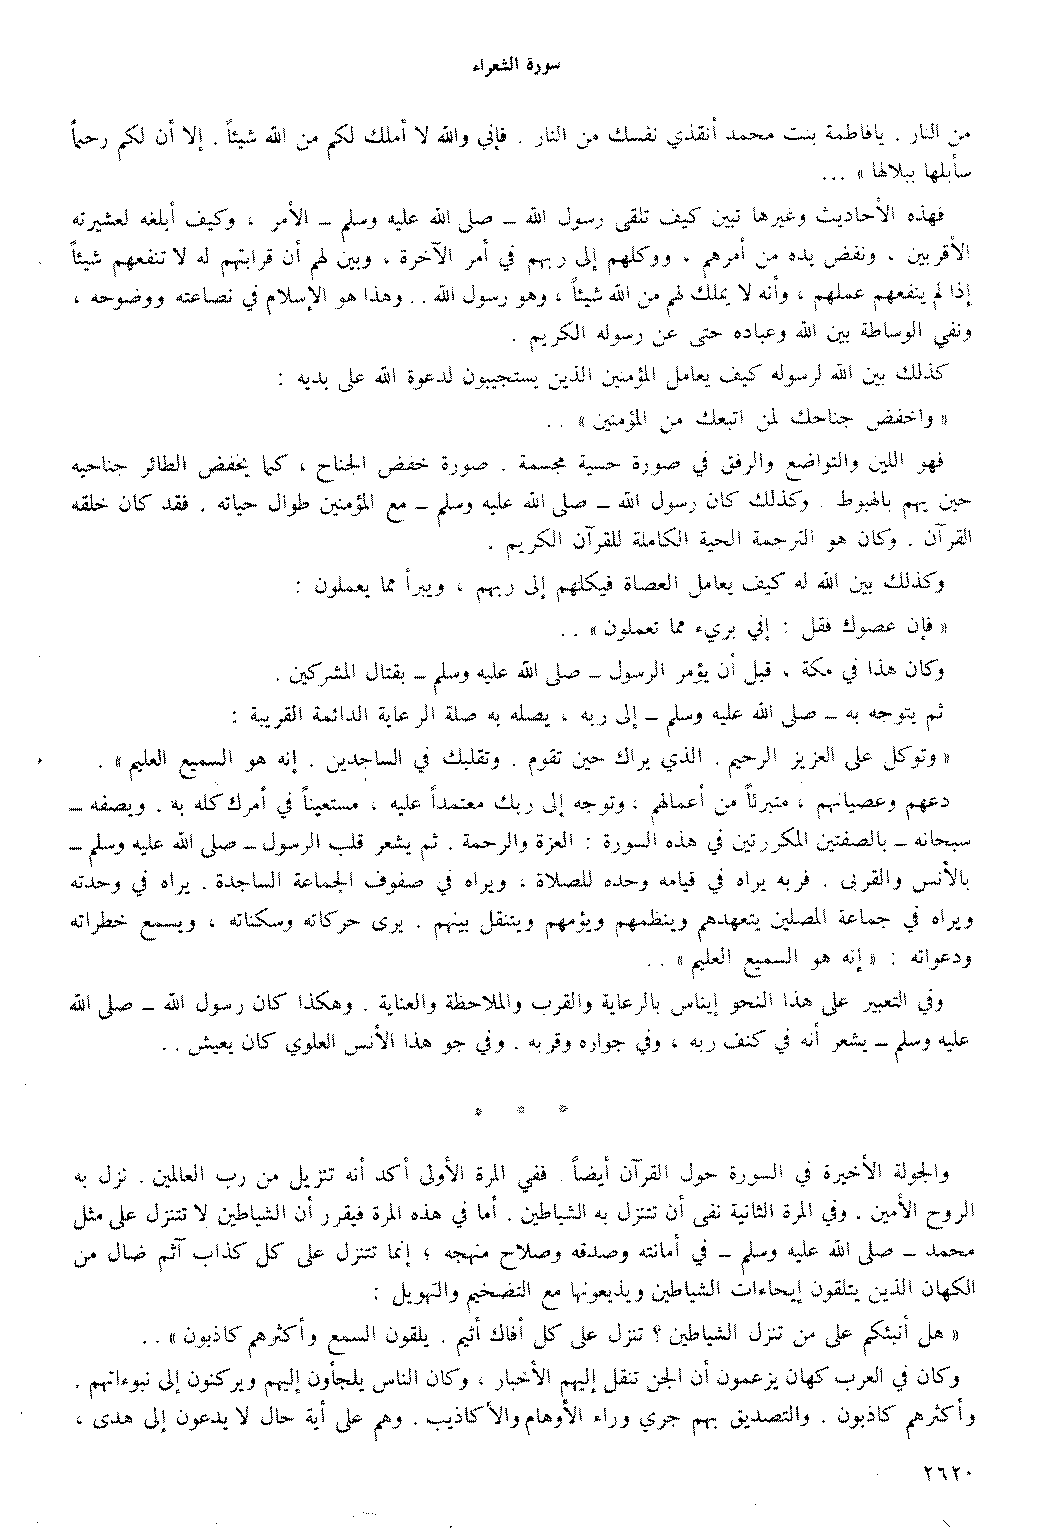 سورة الشعراء
من النار . يافاطمة بنت محمد أنقذي نفسك من النار . فإني والله لا أملك لكم من الله شيئاً . إلا أن لكم رحماً
سأبلها ببلالها » ...
فهذه الأحاديث وغيرها تبين كيف تلقى رسول الله – صلى الله عليه وسلم – الأمر ، وكيف أبلغه لعشيرته
الأقربين ، ونفض يده من أمرهم ، ووكلهم إلى ربهم في أمر الآخرة ، وبين لهم أن قرابتهم له لا تنفعهم شيئاً
إذا لم ينفعهم عملهم ، وأنه لا يملك لهم من الله شيئاً ، وهو رسول الله .. وهذا هو الإسلام في نصاعته ووضوحه ،
ونفي الوساطة بين الله وعباده حتى عن رسوله الكريم .
كذلك بين الله لرسوله كيف يعامل المؤمنين الذين يستجيبون لدعوة الله على يديه :
« واخفض جناحك لمن اتبعك من المؤمنين » ..
فهو اللين والتواضع والرفق في صورة حسية مجسمة . صورة خفض الجناح ، كما يخفض الطائر جناحيه
حين يهم بالهبوط . وكذلك كان رسول الله – صلى الله عليه وسلم – مع المؤمنين طوال حياته . فقد كان خلقه
القرآن . وكان هو الترجمة الحية الكاملة للقرآن الكريم .
وكذلك بين الله له كيف يعامل العصاة فيكلهم إلى ربهم ، ويبرأ مما يعملون :
« فإن عصوك فقل : إني بريء مما تعملون » ..
وكان هذا في مكة ، قبل أن يؤمر الرسول – صلى الله عليه وسلم – بقتال المشركين .
ثم يتوجه به – صلى الله عليه وسلم – إلى ربه ، يصله به صلة الرعاية الدائمة القريبة :
« وتوكل على العزيز الرحيم . الذي يراك حين تقوم . وتقلبك في الساجدين . إنه هو السميع العليم » .
دعهم وعصيانهم ، متبرئاً من أعمالهم ، وتوجه إلى ربك معتمداً عليه ، مستعيناً في أمرك كله به . ويصفه –
سبحانه – بالصفتين المكررتين في هذه السورة : العزة والرحمة . ثم يشعر قلب الرسول – صلى الله عليه وسلم –
بالأنس والقربى . فربه يراه في قيامه وحده للصلاة ، ويراه في صفوف الجماعة الساجدة . يراه في وحدته
ويراه في جماعة المصلين يتعهدهم وينظمهم ويؤمهم ويتنقل بينهم . يرى حركاته وسكناته ، ويسمع خطراته
ودعواته : « إنه هو السميع العليم » ..
وفي التعبير على هذا النحو إيناس بالرعاية والقرب والملاحظة والعناية . وهكذا كان رسول الله – صلى الله
عليه وسلم – يشعر أنه في كنف ربه ، وفي جواره وقربه . وفي جو هذا الأنس العلوي كان يعيش ..
* * *
والجولة الأخيرة في السورة حول القرآن أيضاً . ففي المرة الأولى أكد أنه تنزيل من رب العالمين . نزل به
الروح الأمين . وفي المرة الثانية نفى أن تتنزل به الشياطين . أما في هذه المرة فيقرر أن الشياطين لا تتنزل على مثل
محمد – صلى الله عليه وسلم – في أمانته وصدقه وصلاح منهجه ؛ إنما تتنزل على كل كذاب آثم ضال من
الكهان الذين يتلقون إيحاءات الشياطين ويذيعونها مع التضخيم والتهويل :
« هل أنبئكم على من تنزل الشياطين ؟ تنزل على كل أفاك أثيم . يلقون السمع وأكثرهم كاذبون » ..
وكان في العرب كهان يزعمون أن الجن تنقل إليهم الأخبار ، وكان الناس يلجأون إليهم ويركنون إلى نبوءاتهم .
وأكثرهم كاذبون . والتصديق بهم جري وراء الأوهام والأكاذيب . وهم على أية حال لا يدعون إلى هدى ،
٢٦٢٠